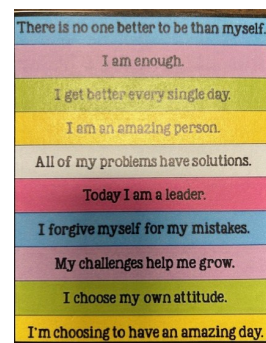 There is no one better to be than myself.
I am enough.
I get better every single day.
I am an amazing person.
All of my problems have solutions.
Today I am a leader.
I forgive myself for my mistakes.
My challenges help me grow.
I choose my own attitude.
I'm choosing to have an amazing day.